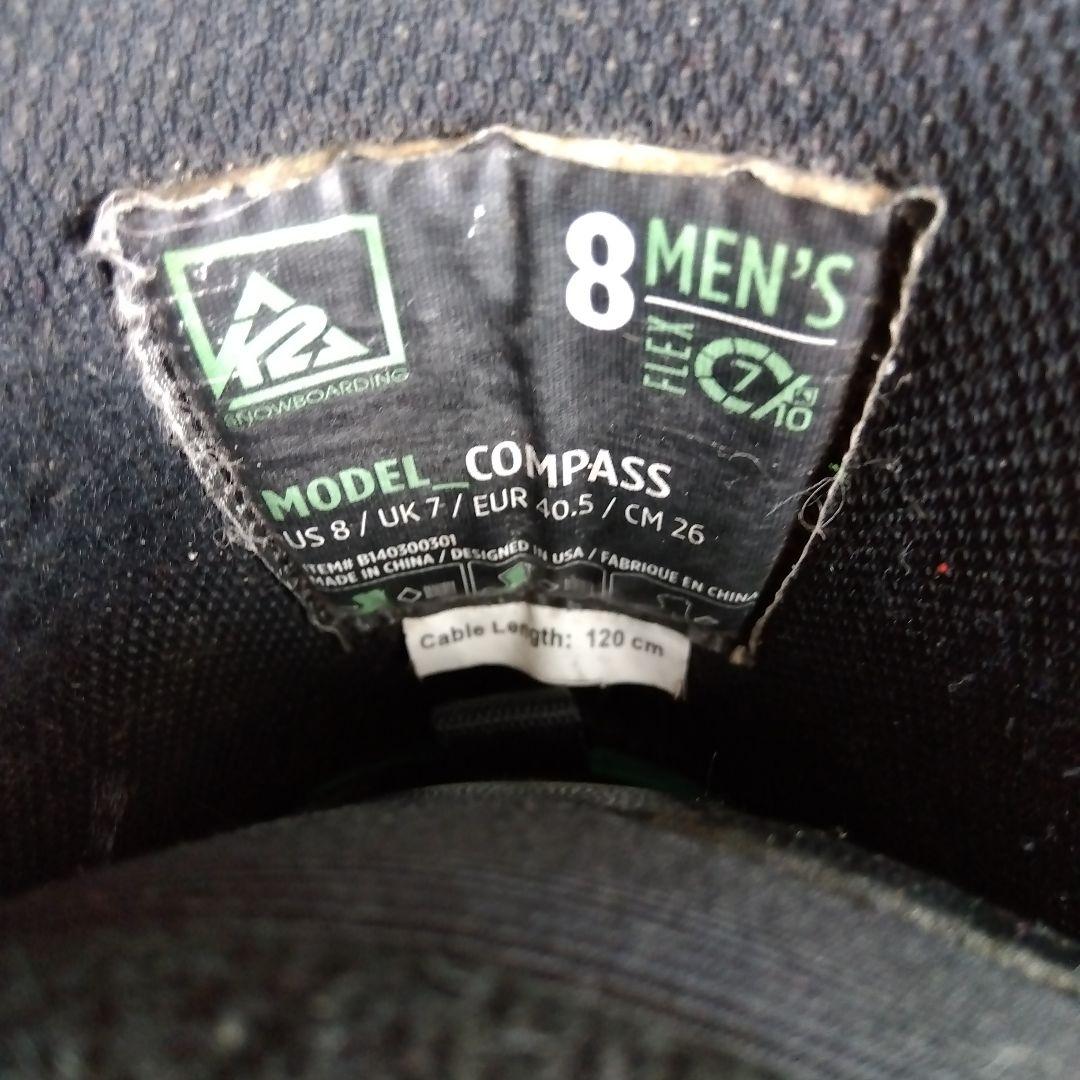 K2
SNOWBOARDING
8 MEN'S
FLEX 7/10
MODEL_COMPASS
US 8 / UK 7 / EUR 40.5 / CM 26
ITEM# B140300301
MADE IN CHINA / DESIGNED IN USA / FABRIQUE EN CHINA
Cable Length: 120 cm